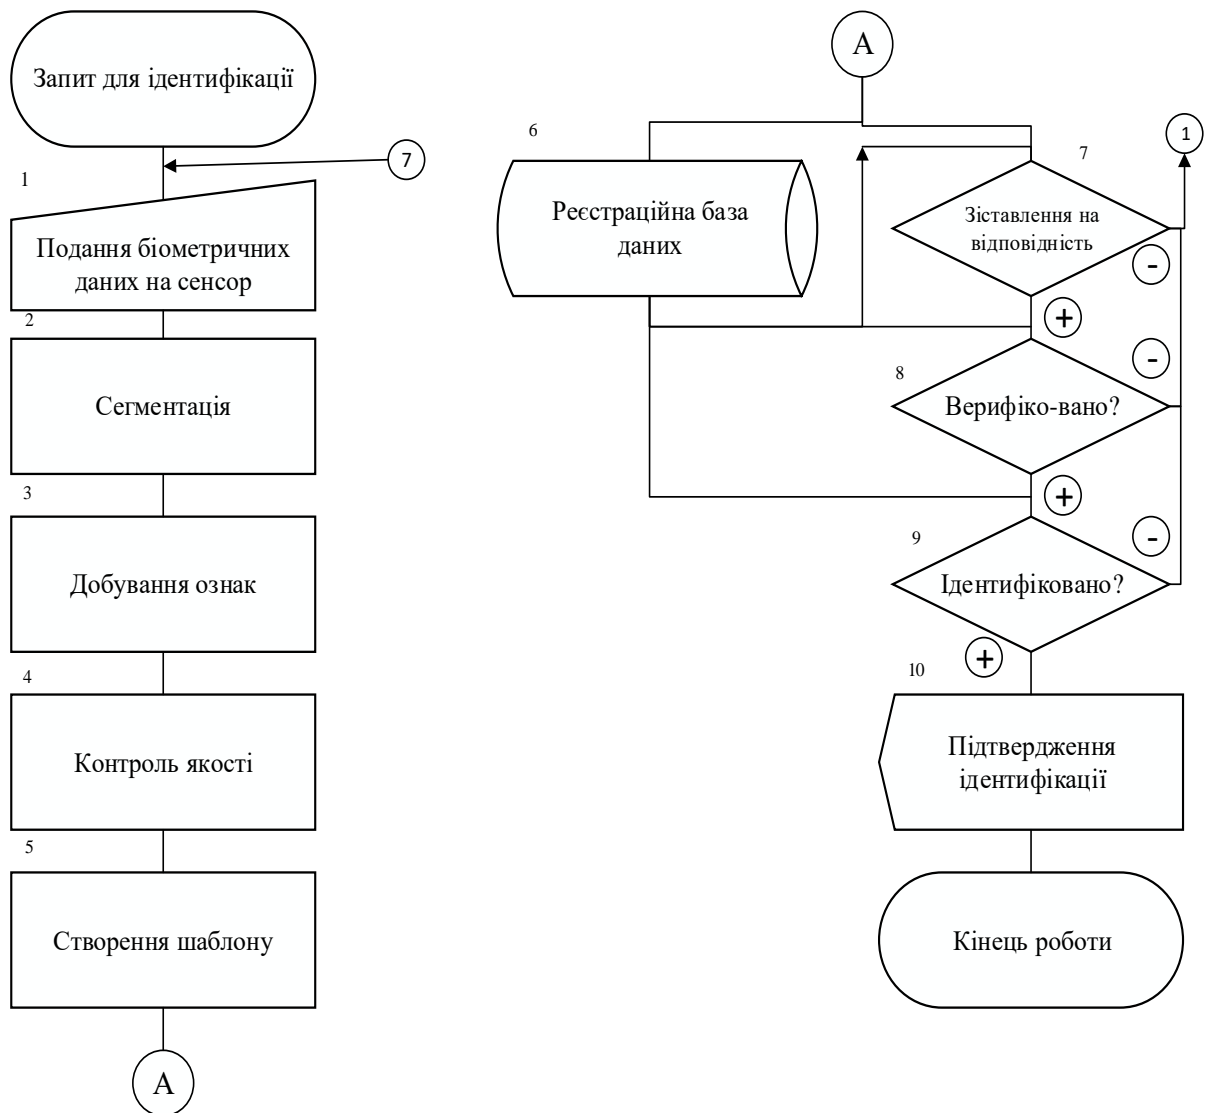 Запит для ідентифікації
7
1
Подання біометричних
даних на сенсор
2
Сегментація
3
Добування ознак
4
Контроль якості
5
Створення шаблону
A
A
6
Реєстраційна база
даних
1
7
Зіставлення на
відповідність
-
+
8
Верифіко-вано?
-
+
9
Ідентифіковано?
-
+
10
Підтвердження
ідентифікації
Кінець роботи